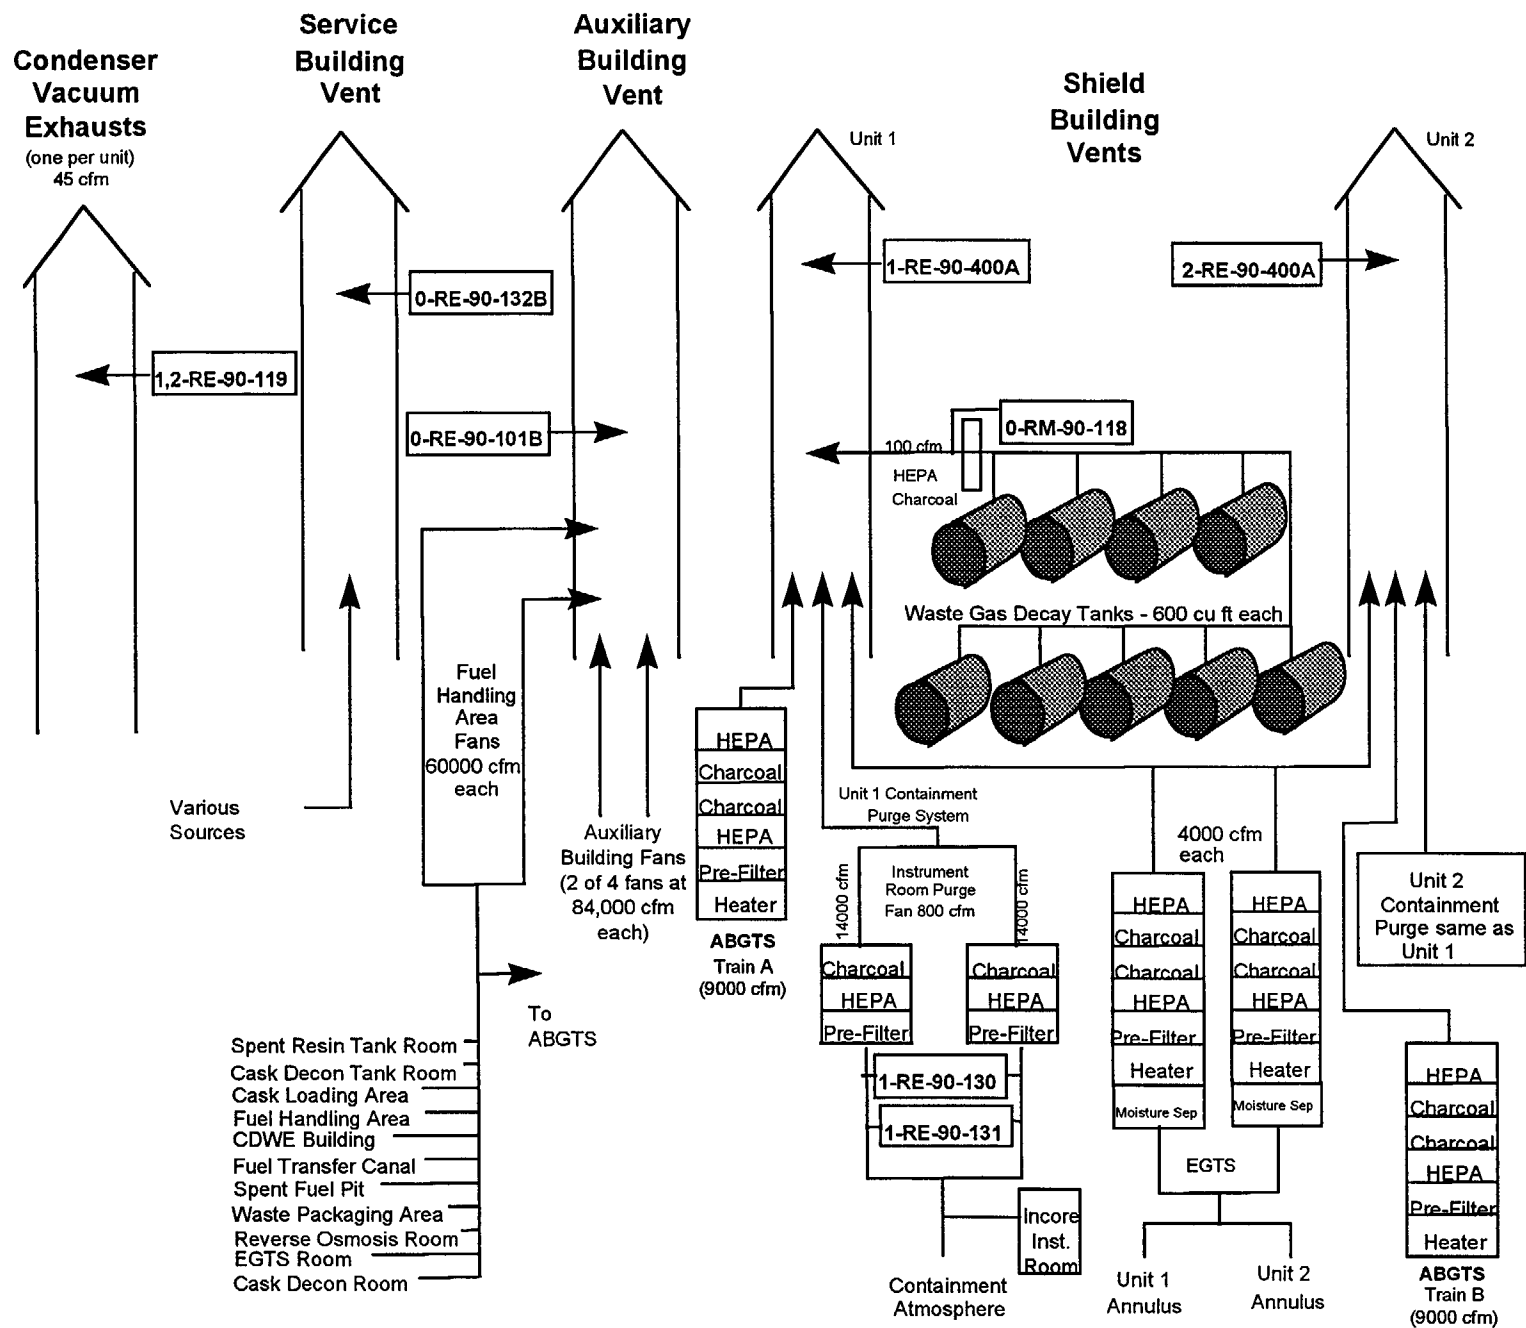 Condenser
Vacuum
Exhausts
(one per unit)
45 cfm
Service
Building
Vent
Auxiliary
Building
Vent
Shield
Building
Vents
Unit 1
Unit 2
1-RE-90-400A
2-RE-90-400A
0-RE-90-132B
1,2-RE-90-119
0-RE-90-101B
0-RM-90-118
100 cfm
HEPA
Charcoal
Waste Gas Decay Tanks - 600 cu ft each
Fuel
Handling
Area
Fans
60000 cfm
each
Various
Sources
Auxiliary
Building Fans
(2 of 4 fans at
84,000 cfm
each)
HEPA
Charcoal
Charcoal
HEPA
Pre-Filter
Heater
ABGTS
Train A
(9000 cfm)
Unit 1 Containment
Purge System
14000 cfm
Instrument
Room Purge
Fan 800 cfm
14000 cfm
Charcoal
HEPA
Pre-Filter
Charcoal
HEPA
Pre-Filter
1-RE-90-130
1-RE-90-131
Incore
Inst.
Room
Containment
Atmosphere
4000 cfm
each
HEPA
Charcoal
Charcoal
HEPA
Pre-Filter
Heater
Moisture Sep
HEPA
Charcoal
Charcoal
HEPA
Pre-Filter
Heater
Moisture Sep
EGTS
Unit 1
Annulus
Unit 2
Annulus
Unit 2
Containment
Purge same as
Unit 1
HEPA
Charcoal
Charcoal
HEPA
Pre-Filter
Heater
ABGTS
Train B
(9000 cfm)
To
ABGTS
Spent Resin Tank Room
Cask Decon Tank Room
Cask Loading Area
Fuel Handling Area
CDWE Building
Fuel Transfer Canal
Spent Fuel Pit
Waste Packaging Area
Reverse Osmosis Room
EGTS Room
Cask Decon Room